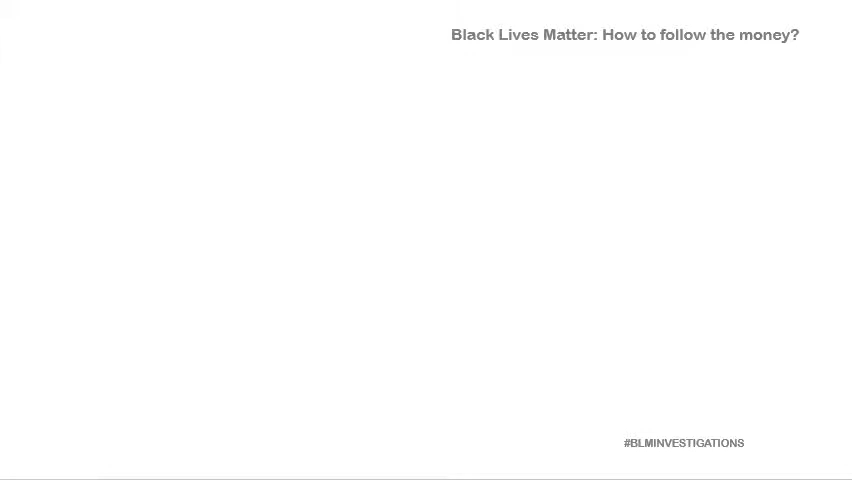 Black Lives Matter: How to follow the money?
#BLMINVESTIGATIONS